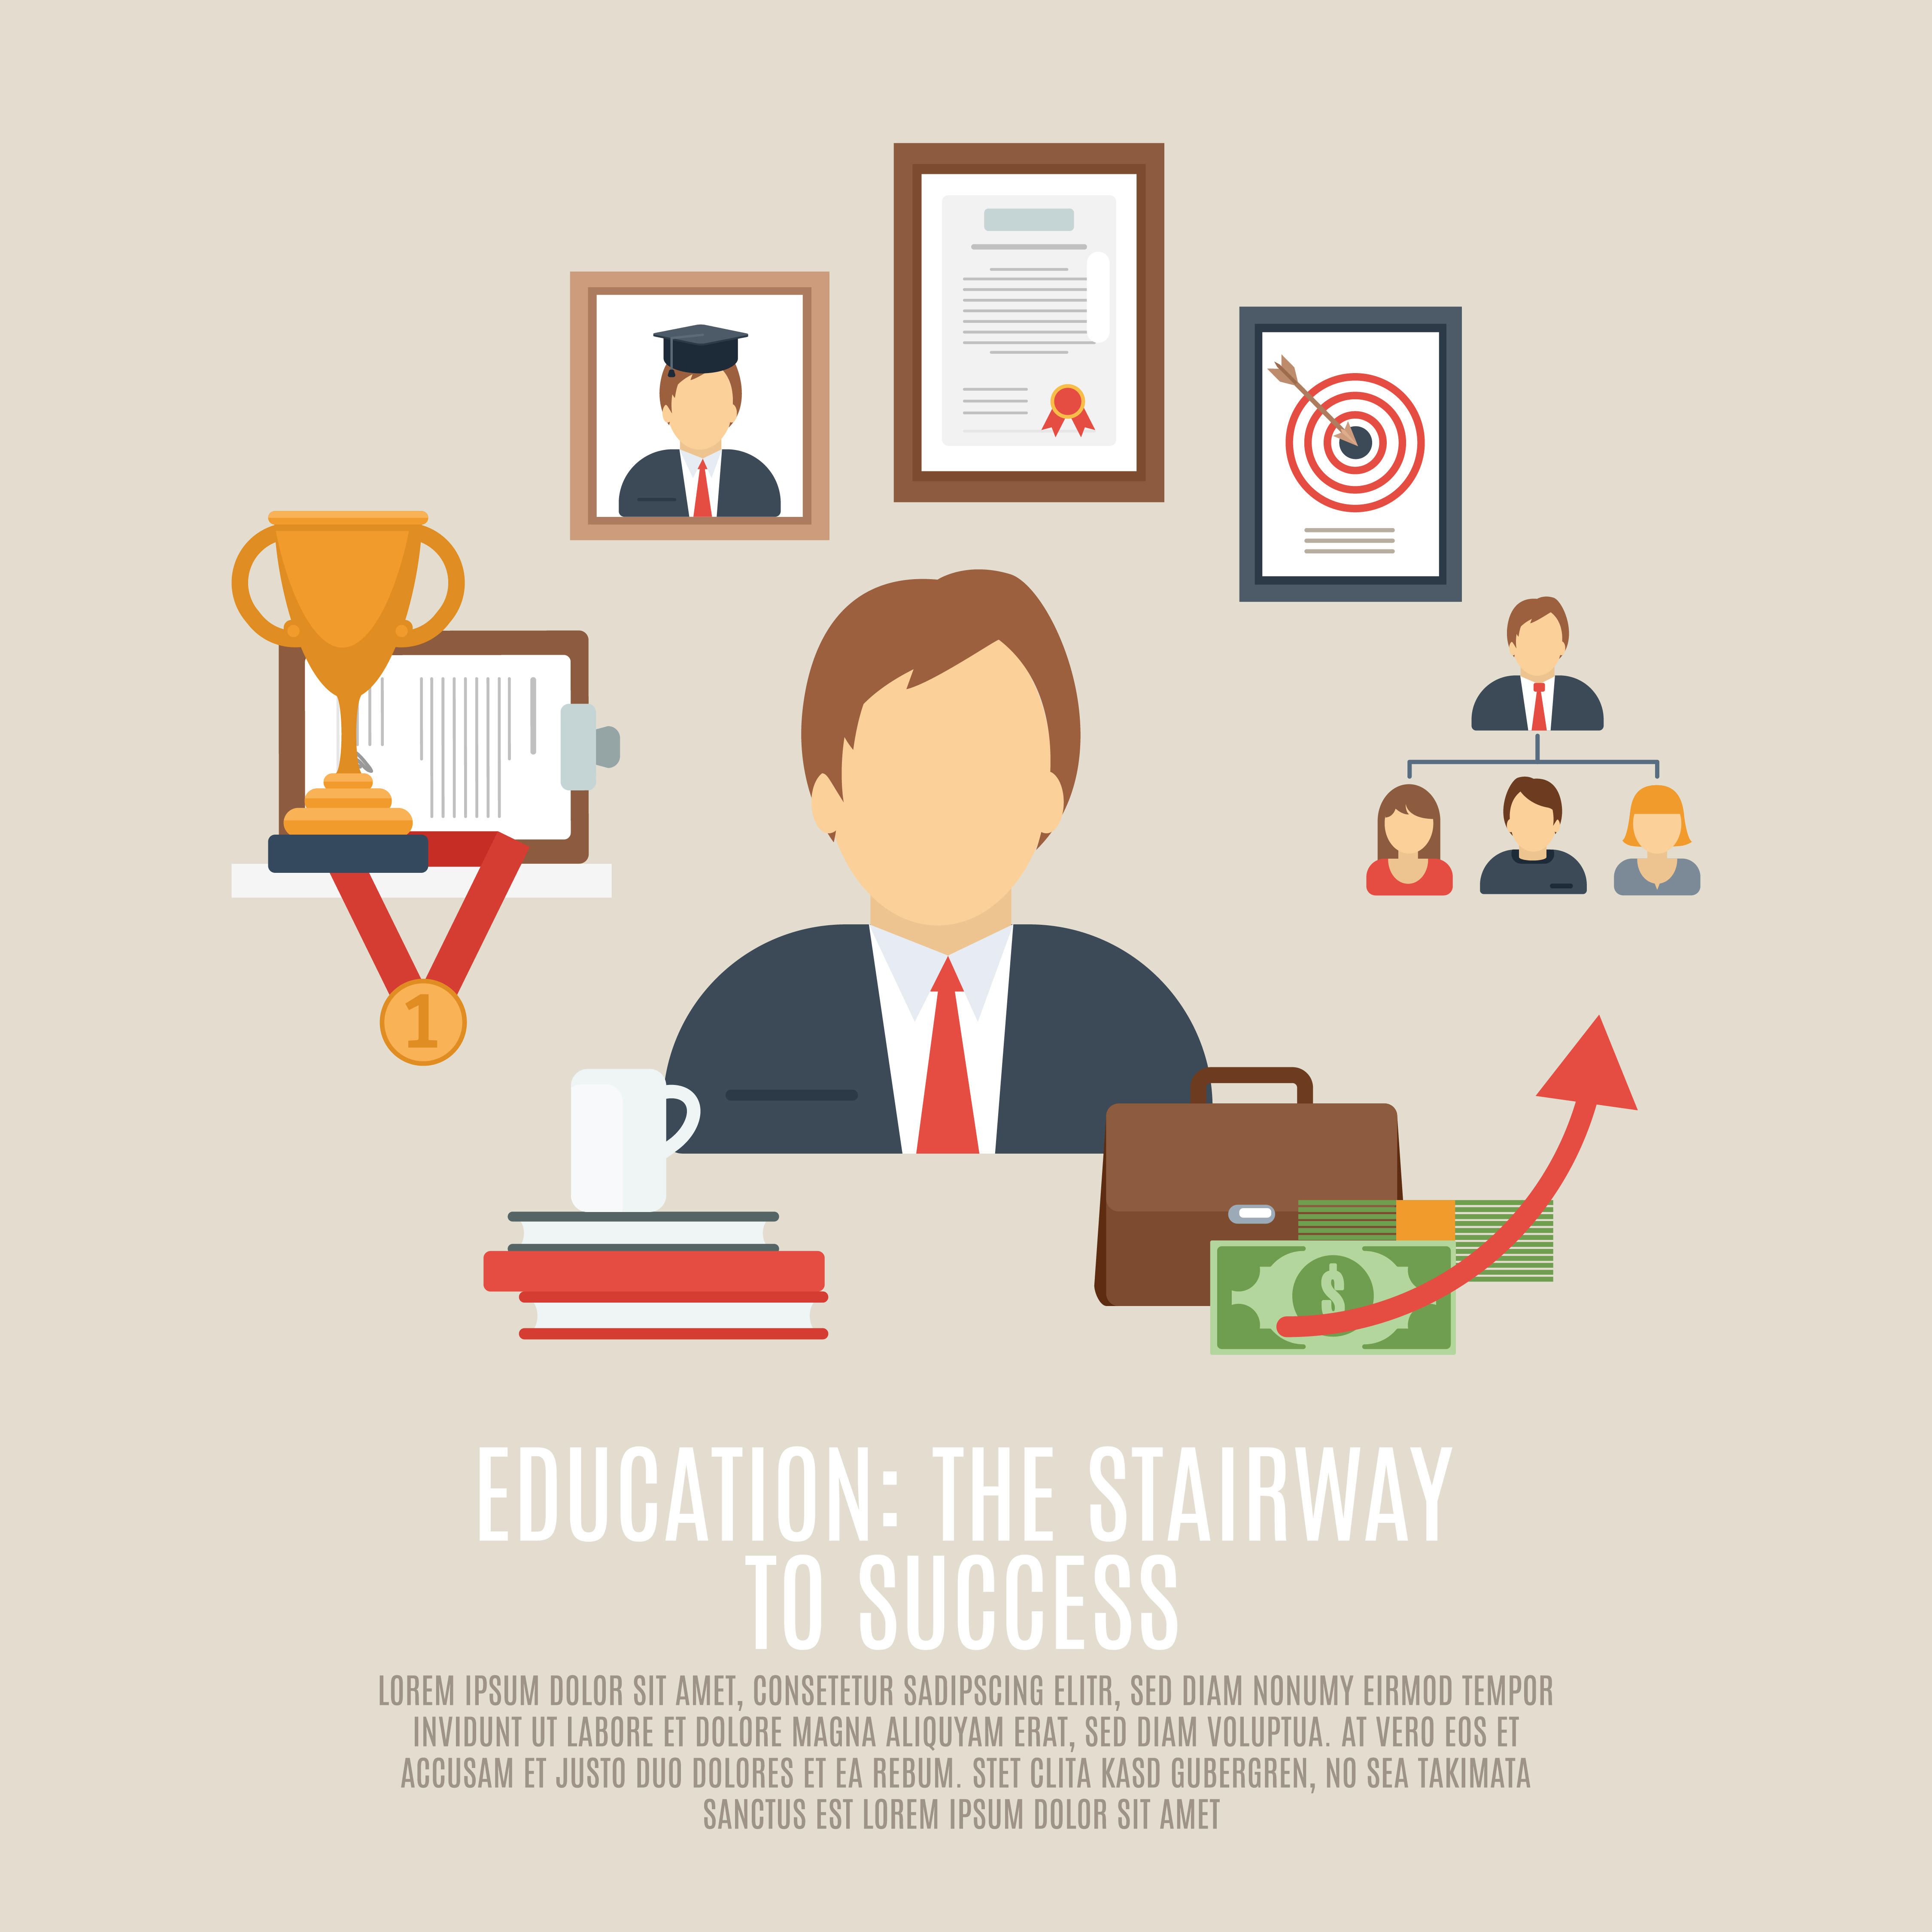 1
$
EDUCATION: THE STAIRWAY
TO SUCCESS
LOREM IPSUM DOLOR SIT AMET, CONSETETUR SADIPSCING ELITR, SED DIAM NONUMY EIRMOD TEMPOR
INVIDUNT UT LABORE ET DOLORE MAGNA ALIQUYAM ERAT, SED DIAM VOLUPTUA. AT VERO EOS ET
ACCUSAM ET JUSTO DUO DOLORES ET EA REBUM. STET CLITA KASD GUBERGREN, NO SEA TAKIMATA
SANCTUS EST LOREM IPSUM DOLOR SIT AMET